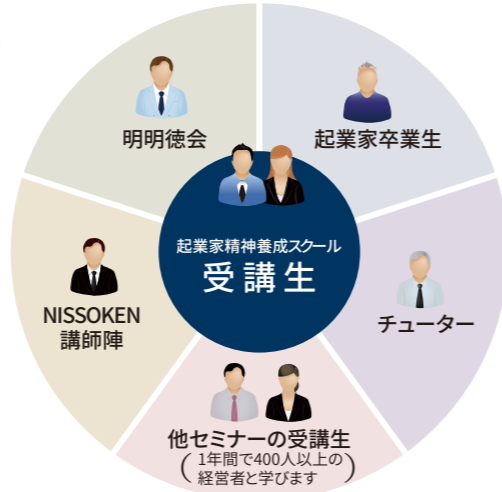 明明徳会
起業家卒業生
起業家精神養成スクール
受講生
NISSOKEN
講師陣
チューター
他セミナーの受講生
(1年間で400人以上の
経営者と学びます)